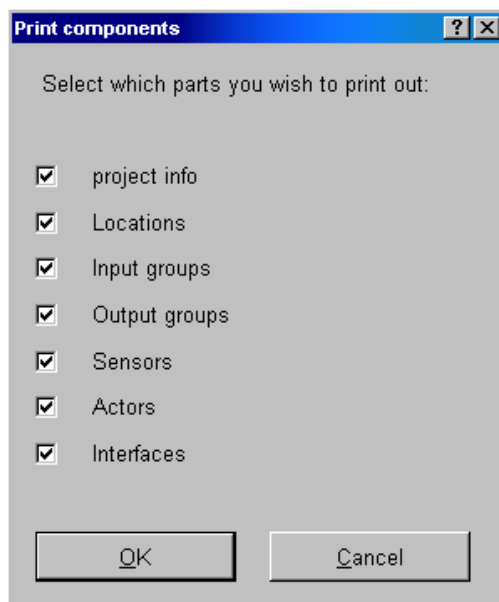 Print components
Select which parts you wish to print out:
project info
Locations
Input groups
Output groups
Sensors
Actors
Interfaces
OK
Cancel